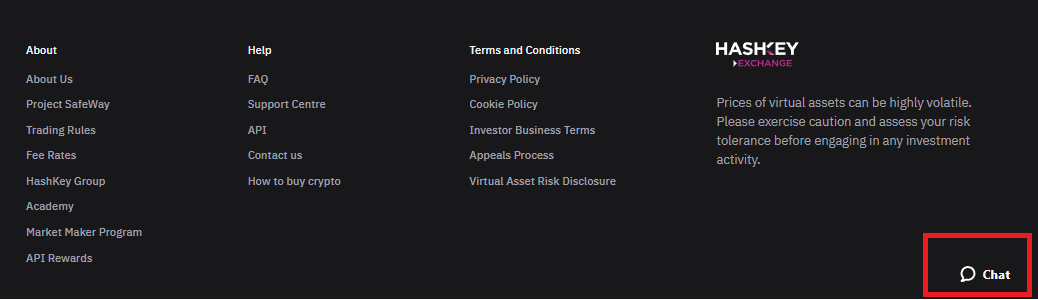 About
About Us
Project SafeWay
Trading Rules
Fee Rates
HashKey Group
Academy
Market Maker Program
API Rewards
Help
FAQ
Support Centre
API
Contact us
How to buy crypto
Terms and Conditions
Privacy Policy
Cookie Policy
Investor Business Terms
Appeals Process
Virtual Asset Risk Disclosure
HASHKEY
EXCHANGE
Prices of virtual assets can be highly volatile.
Please exercise caution and assess your risk
tolerance before engaging in any investment
activity.
Chat